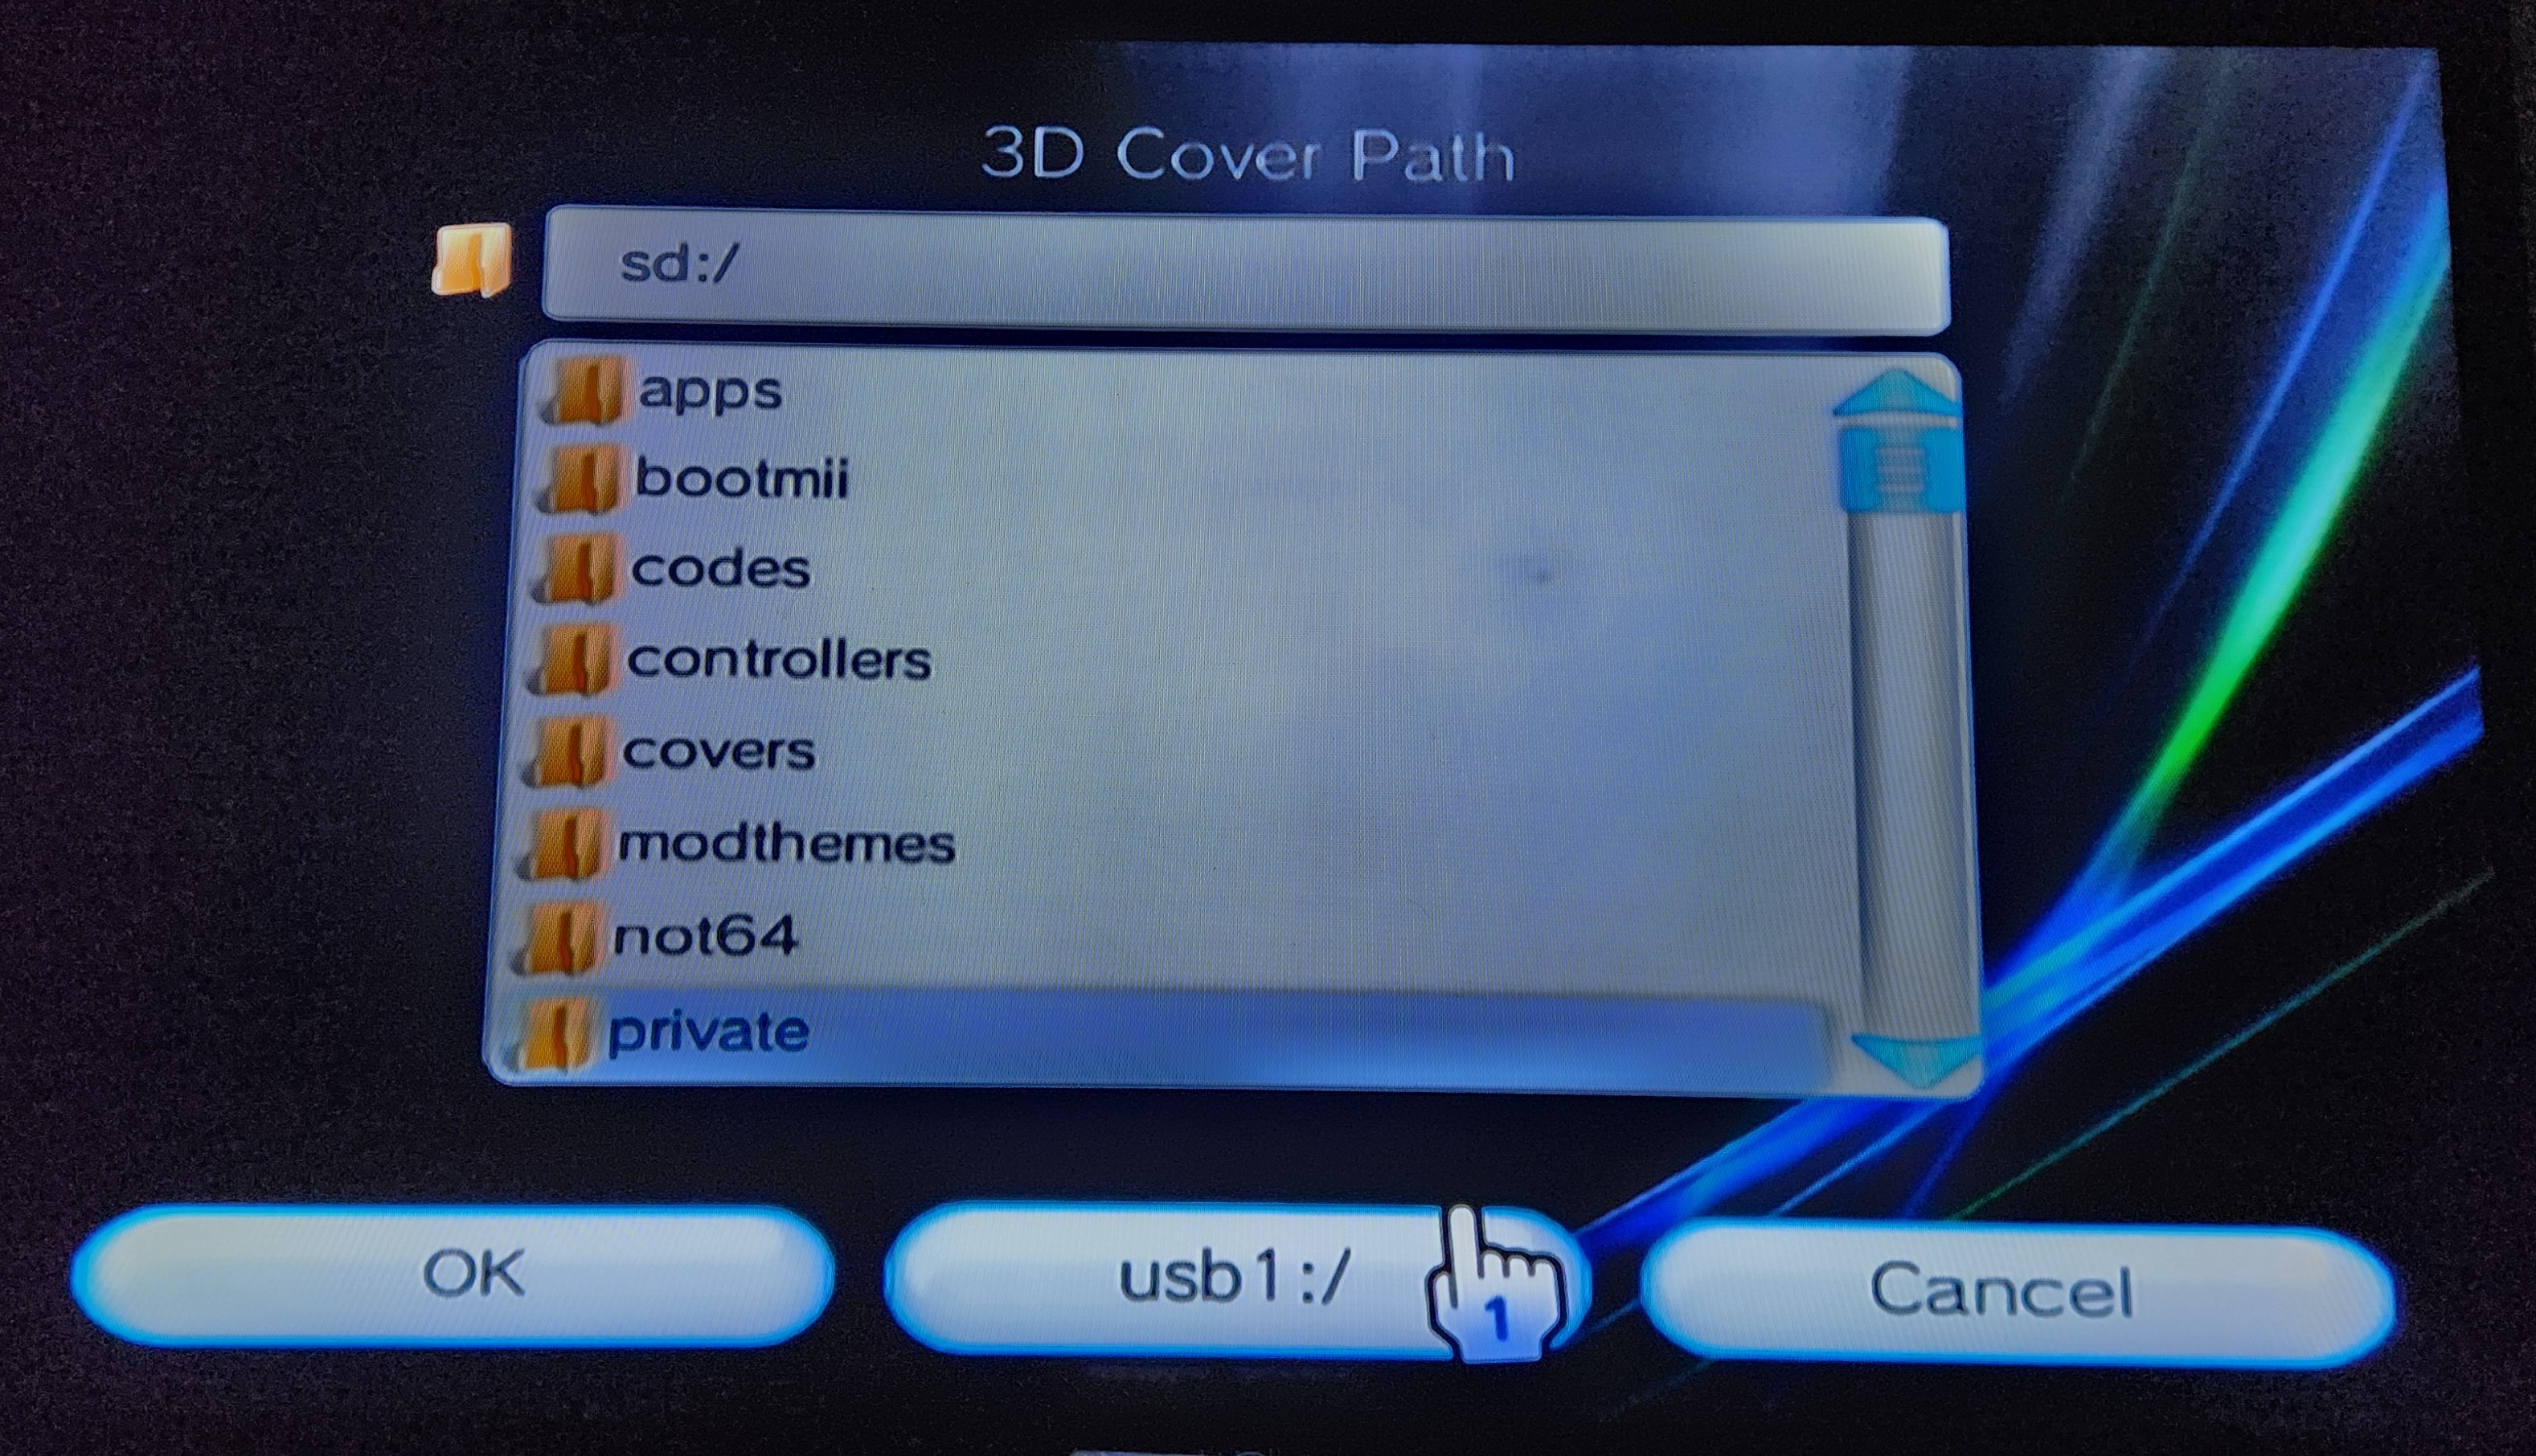 3D Cover Path
sd:/
apps
bootmii
codes
controllers
covers
modthemes
not64
private
OK
usb1:/
1
Cancel